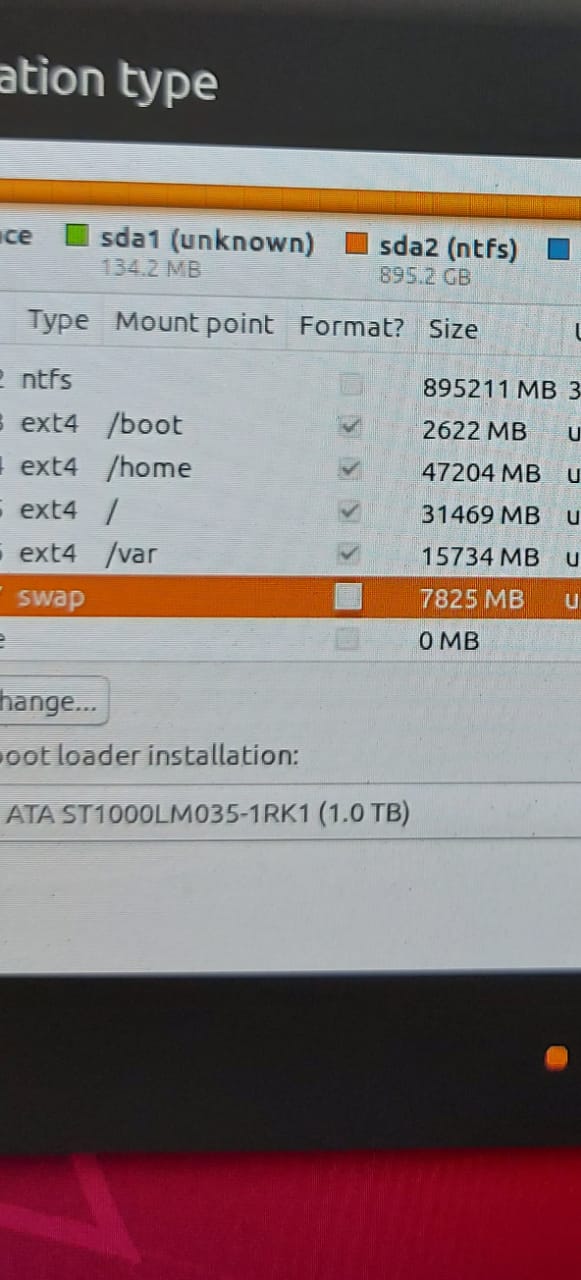 ation type
ce sda1 (unknown) sda2 (ntfs)
134.2 MB 895.2 GB
Type Mount point Format? Size
2 ntfs 895211 MB 3
3 ext4 /boot 2622 MB u
4 ext4 /home 47204 MB u
5 ext4 / 31469 MB u
6 ext4 /var 15734 MB u
swap 7825 MB u
e 0 MB
hange...
oot loader installation:
ATA ST1000LM035-1RK1 (1.0 TB)